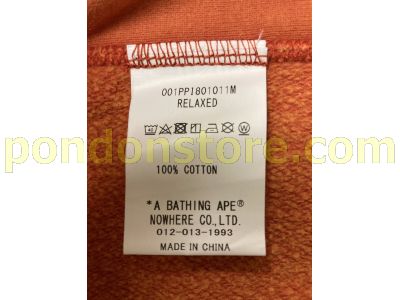 001PPI801011M
RELAXED
pondonstore.com
100% COTTON
*A BATHING APE®
NOWHERE CO.,LTD.
012-013-1993
MADE IN CHINA